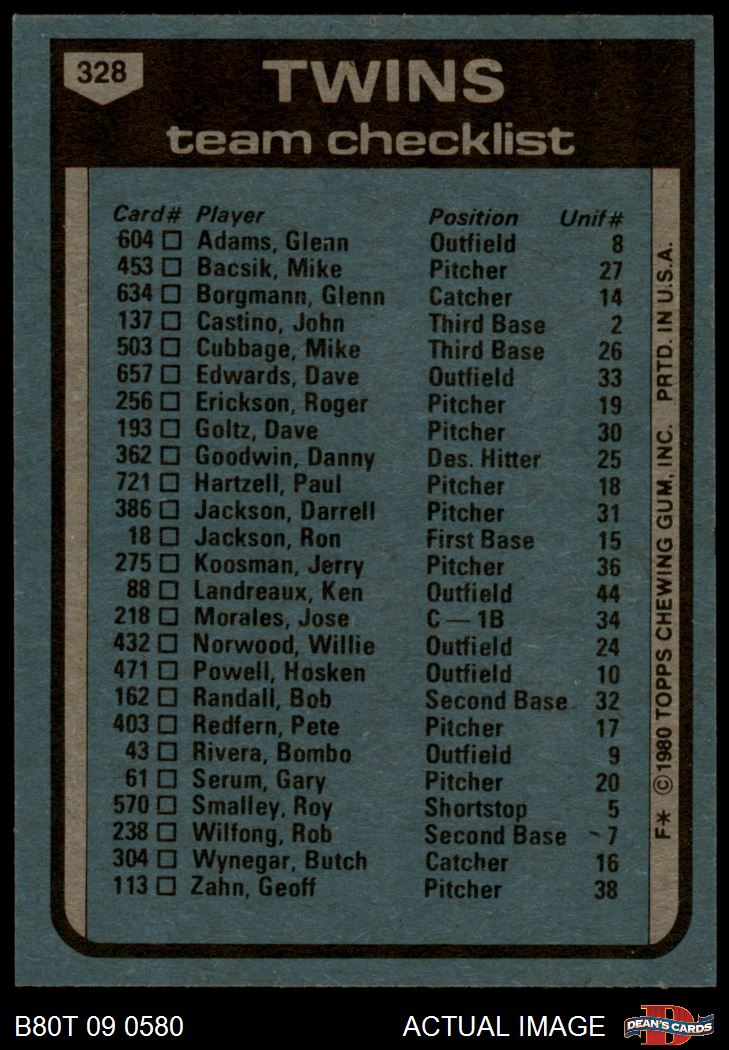 328
TWINS
team checklist
Card# Player Position Unif#
604 Adams, Glenn Outfield 8
453 Bacsik, Mike Pitcher 27
634 Borgmann, Glenn Catcher 14
137 Castino, John Third Base 2
503 Cubbage, Mike Third Base 26
657 Edwards, Dave Outfield 33
256 Erickson, Roger Pitcher 19
193 Goltz, Dave Pitcher 30
362 Goodwin, Danny Des. Hitter 25
721 Hartzell, Paul Pitcher 18
386 Jackson, Darrell Pitcher 31
18 Jackson, Ron First Base 15
275 Koosman, Jerry Pitcher 36
88 Landreaux, Ken Outfield 44
218 Morales, Jose C — 1B 34
432 Norwood, Willie Outfield 24
471 Powell, Hosken Outfield 10
162 Randall, Bob Second Base 32
403 Redfern, Pete Pitcher 17
43 Rivera, Bombo Outfield 9
61 Serum, Gary Pitcher 20
570 Smalley, Roy Shortstop 5
238 Wilfong, Rob Second Base 7
304 Wynegar, Butch Catcher 16
113 Zahn, Geoff Pitcher 38
F* ©1980 TOPPS CHEWING GUM, INC. PRTD. IN U.S.A.
B80T 09 0580 ACTUAL IMAGE
D
DEAN'S CARDS